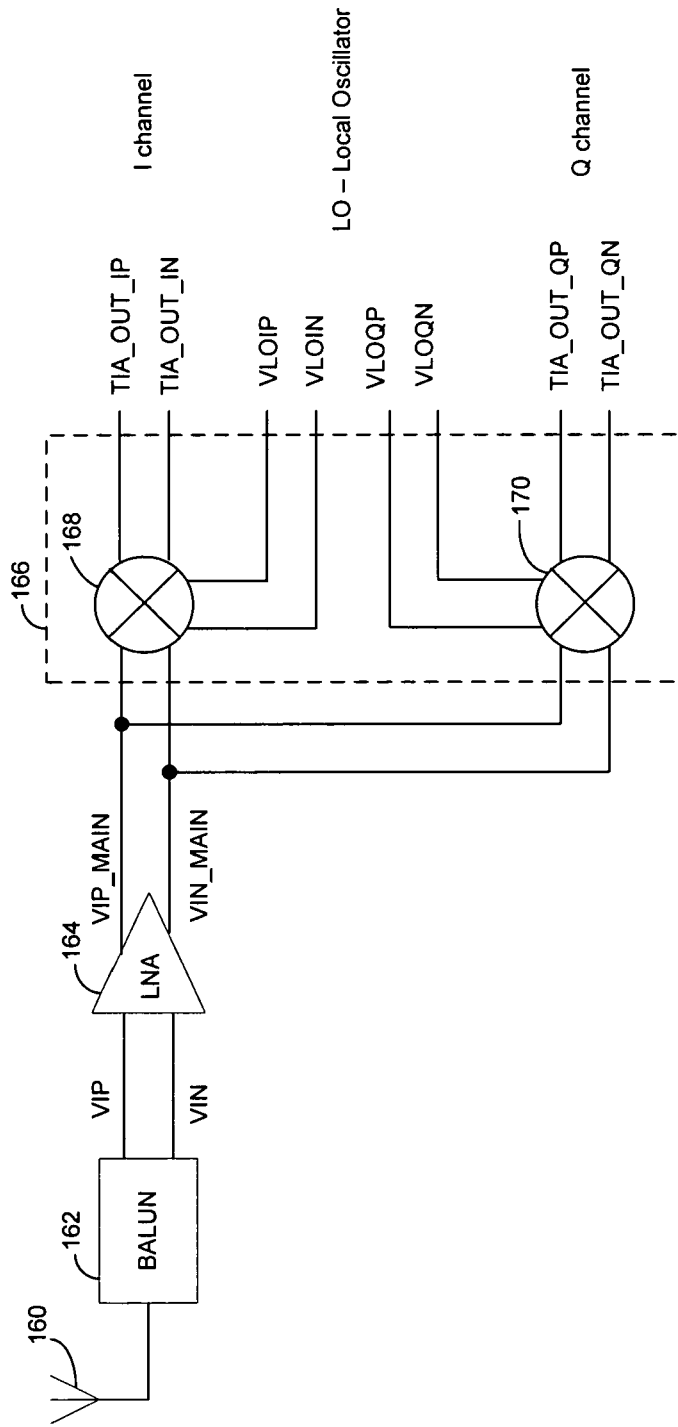 160
162
BALUN
VIP
VIN
164
LNA
VIP_MAIN
VIN_MAIN
166
168
170
TIA_OUT_IP
TIA_OUT_IN
I channel
VLOIP
VLOIN
LO – Local Oscillator
VLOQP
VLOQN
TIA_OUT_QP
TIA_OUT_QN
Q channel